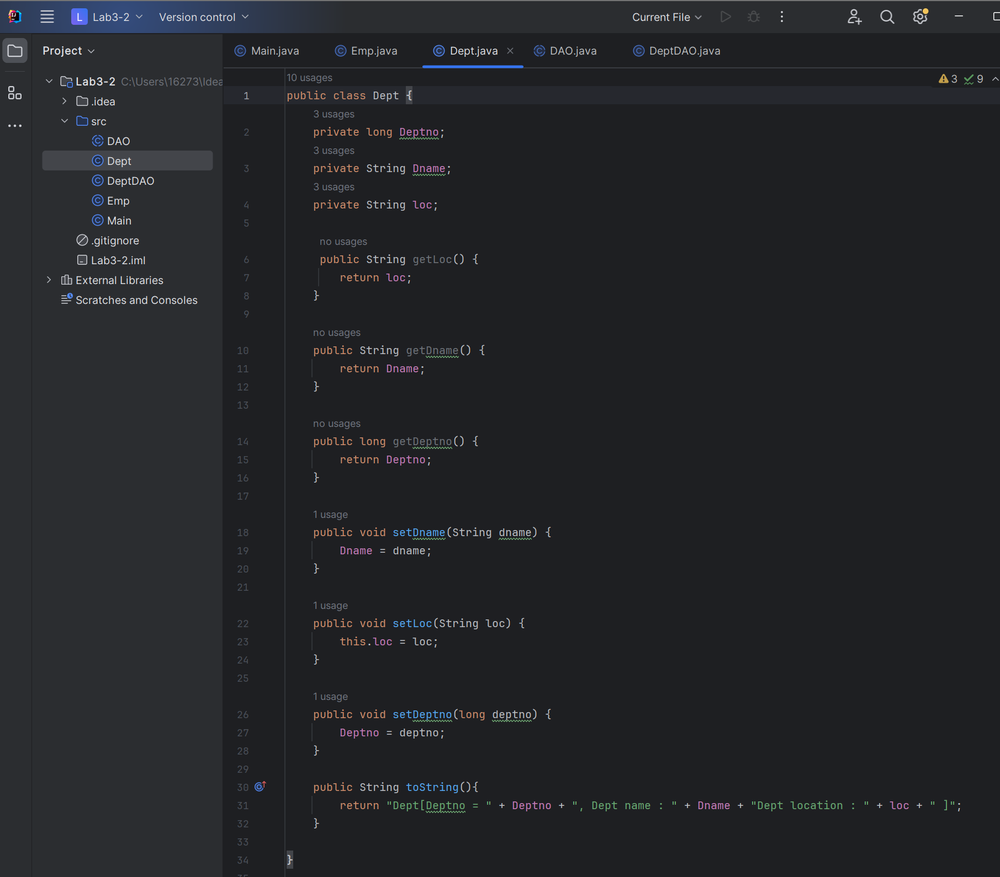 L Lab3-2 Version control Current File
Project
Main.java Emp.java Dept.java DAO.java DeptDAO.java
Lab3-2 C:\Users\16273\Idea
.idea
src
DAO
Dept
DeptDAO
Emp
Main
.gitignore
Lab3-2.iml
External Libraries
Scratches and Consoles
3 9
10 usages
1 public class Dept {
3 usages
2 private long Deptno;
3 usages
3 private String Dname;
3 usages
4 private String loc;
5
no usages
6 public String getLoc() {
7 return loc;
8 }
9
no usages
10 public String getDname() {
11 return Dname;
12 }
13
no usages
14 public long getDeptno() {
15 return Deptno;
16 }
17
1 usage
18 public void setDname(String dname) {
19 Dname = dname;
20 }
21
1 usage
22 public void setLoc(String loc) {
23 this.loc = loc;
24 }
25
1 usage
26 public void setDeptno(long deptno) {
27 Deptno = deptno;
28 }
29
30 public String toString(){
31 return "Dept[Deptno = " + Deptno + ", Dept name : " + Dname + "Dept location : " + loc + " ]";
32 }
33
34 }